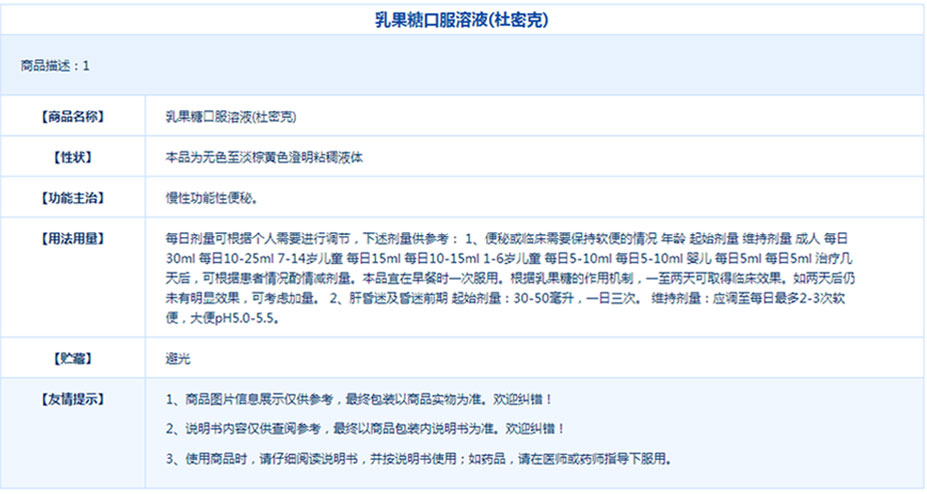 乳果糖口服溶液(杜密克)
商品描述：1
【商品名称】
乳果糖口服溶液(杜密克)
【性状】
本品为无色至淡棕黄色澄明粘稠液体
【功能主治】
慢性功能性便秘。
【用法用量】
每日剂量可根据个人需要进行调节，下述剂量供参考： 1、便秘或临床需要保持软便的情况 年龄 起始剂量 维持剂量 成人 每日
30ml 每日10-25ml 7-14岁儿童 每日15ml 每日10-15ml 1-6岁儿童 每日5-10ml 每日5-10ml 婴儿 每日5ml 每日5ml 治疗几
天后，可根据患者情况酌情减剂量。本品宜在早餐时一次服用。根据乳果糖的作用机制，一至两天可取得临床效果。如两天后仍
未有明显效果，可考虑加量。 2、肝昏迷及昏迷前期 起始剂量：30-50毫升，一日三次。 维持剂量：应调至每日最多2-3次软
便，大便pH5.0-5.5。
【贮藏】
避光
【友情提示】
1、商品图片信息展示仅供参考，最终包装以商品实物为准。欢迎纠错！
2、说明书内容仅供查阅参考，最终以商品包装内说明书为准。欢迎纠错！
3、使用商品时，请仔细阅读说明书，并按说明书使用；如药品，请在医师或药师指导下服用。